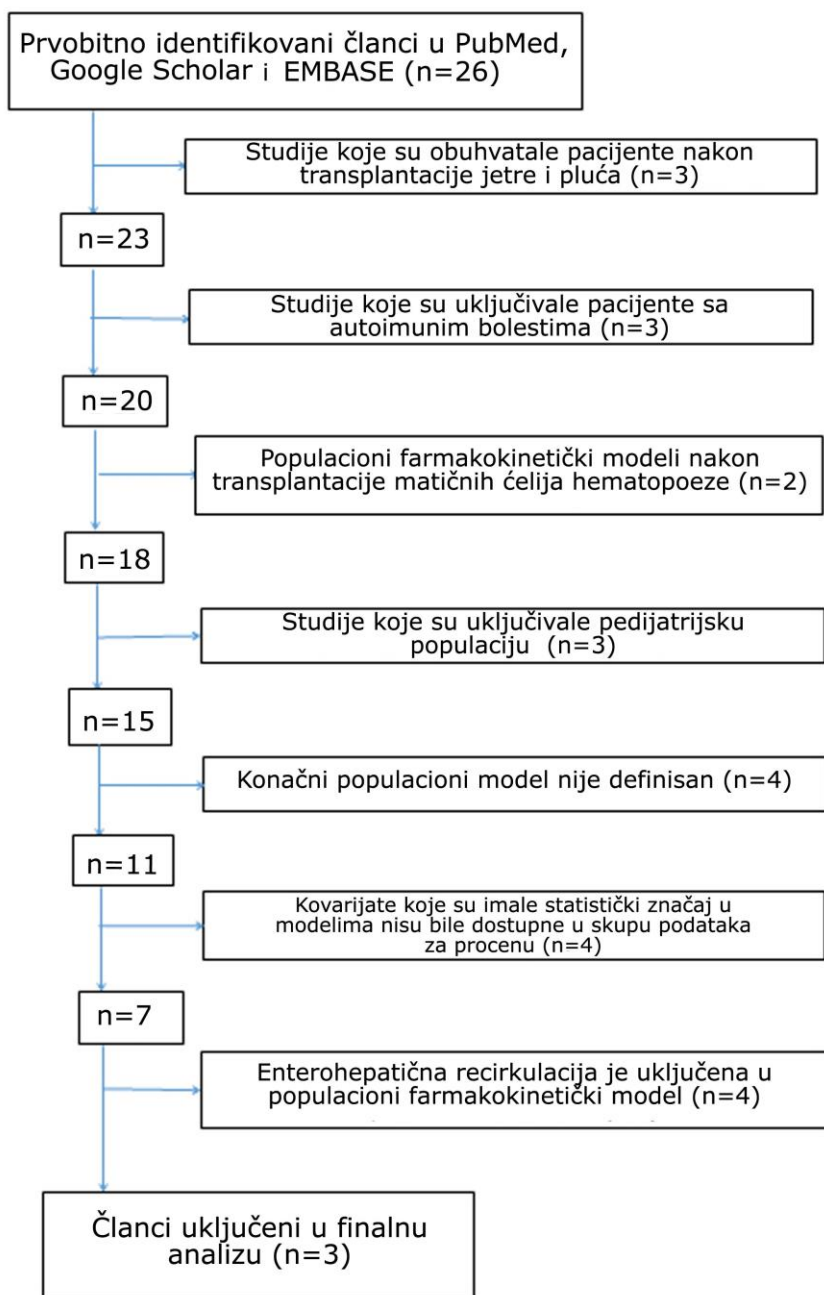 Prvobitno identifikovani članci u PubMed,
Google Scholar i EMBASE (n=26)
Studije koje su obuhvatale pacijente nakon
transplantacije jetre i pluća (n=3)
n=23
Studije koje su uključivale pacijente sa
autoimunim bolestima (n=3)
n=20
Populacioni farmakokinetički modeli nakon
transplantacije matičnih ćelija hematopoeze (n=2)
n=18
Studije koje su uključivale pedijatrijsku
populaciju (n=3)
n=15
Konačni populacioni model nije definisan (n=4)
n=11
Kovarijate koje su imale statistički značaj u
modelima nisu bile dostupne u skupu podataka
za procenu (n=4)
n=7
Enterohepatična recirkulacija je uključena u
populacioni farmakokinetički model (n=4)
Članci uključeni u finalnu
analizu (n=3)